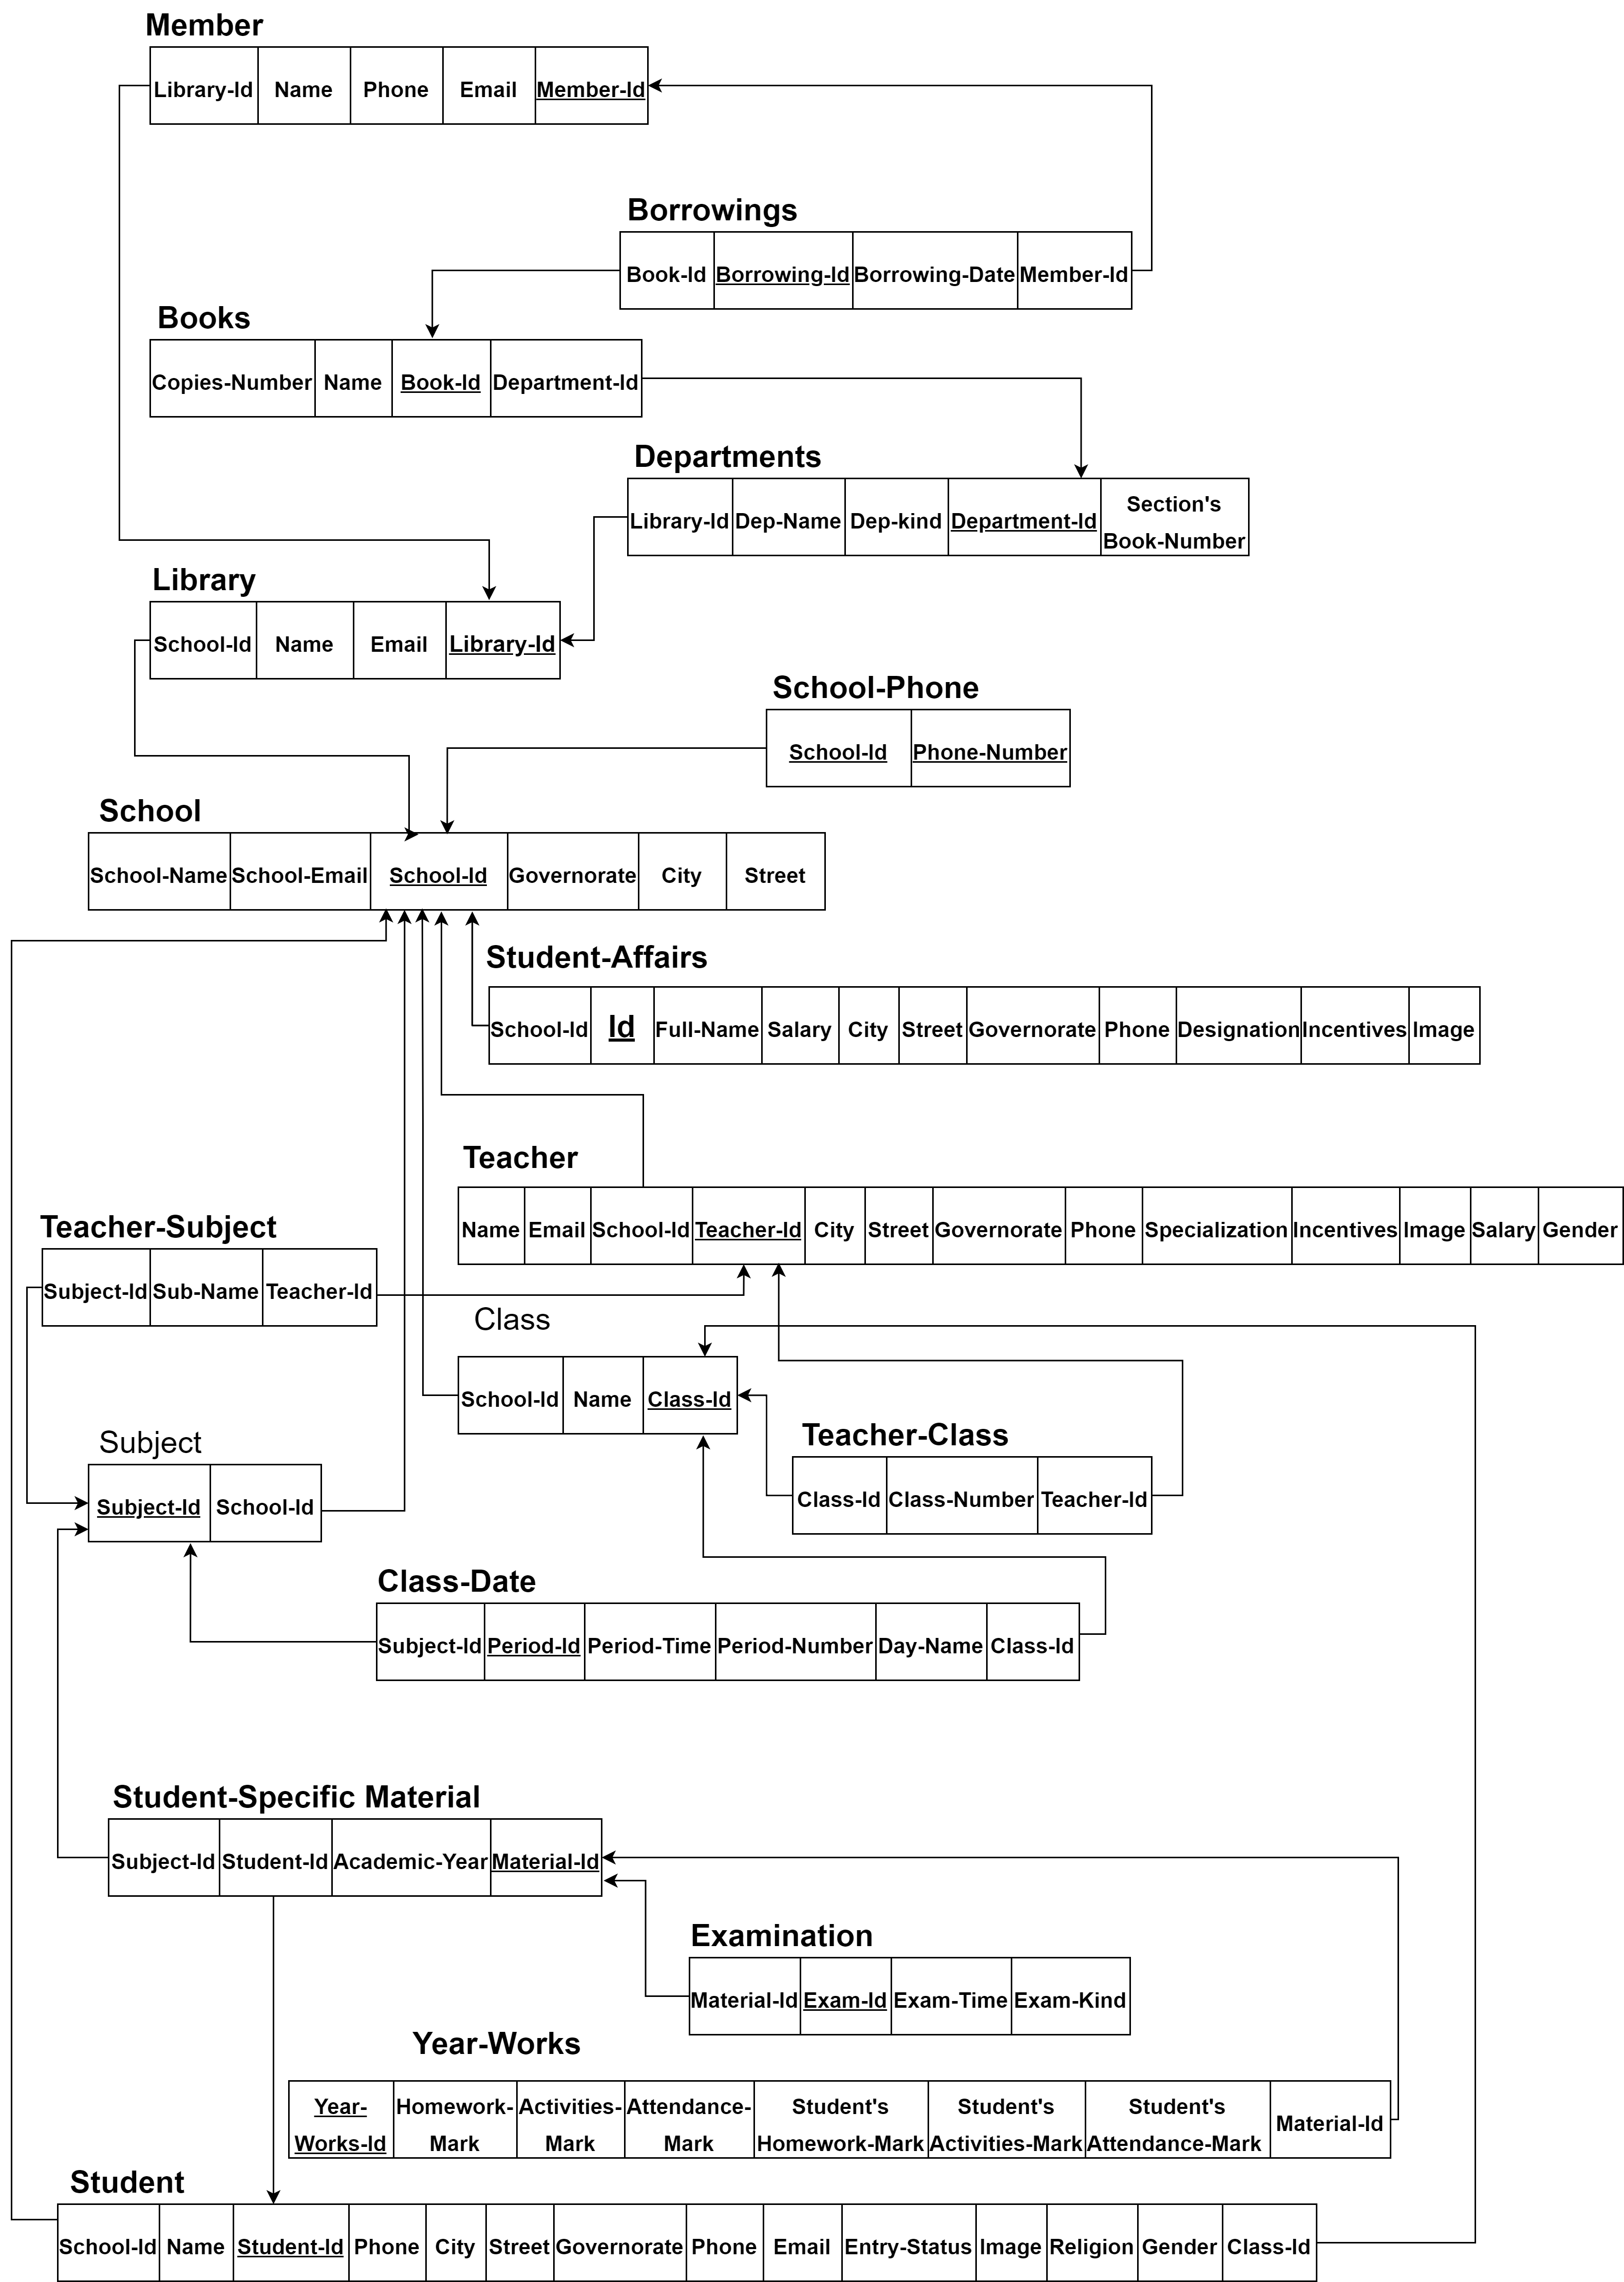 Member
Library-Id Name Phone Email Member-Id
Borrowings
Book-Id Borrowing-Id Borrowing-Date Member-Id
Books
Copies-Number Name Book-Id Department-Id
Departments
Library-Id Dep-Name Dep-kind Department-Id Section's
Book-Number
Library
School-Id Name Email Library-Id
School-Phone
School-Id Phone-Number
School
School-Name School-Email School-Id Governorate City Street
Student-Affairs
School-Id Id Full-Name Salary City Street Governorate Phone Designation Incentives Image
Teacher
Name Email School-Id Teacher-Id City Street Governorate Phone Specialization Incentives Image Salary Gender
Teacher-Subject
Subject-Id Sub-Name Teacher-Id
Class
School-Id Name Class-Id
Teacher-Class
Class-Id Class-Number Teacher-Id
Subject
Subject-Id School-Id
Class-Date
Subject-Id Period-Id Period-Time Period-Number Day-Name Class-Id
Student-Specific Material
Subject-Id Student-Id Academic-Year Material-Id
Examination
Material-Id Exam-Id Exam-Time Exam-Kind
Year-Works
Year- Homework- Activities- Attendance- Student's Student's Student's Material-Id
Works-Id Mark Mark Mark Homework-Mark Activities-Mark Attendance-Mark
Student
School-Id Name Student-Id Phone City Street Governorate Phone Email Entry-Status Image Religion Gender Class-Id